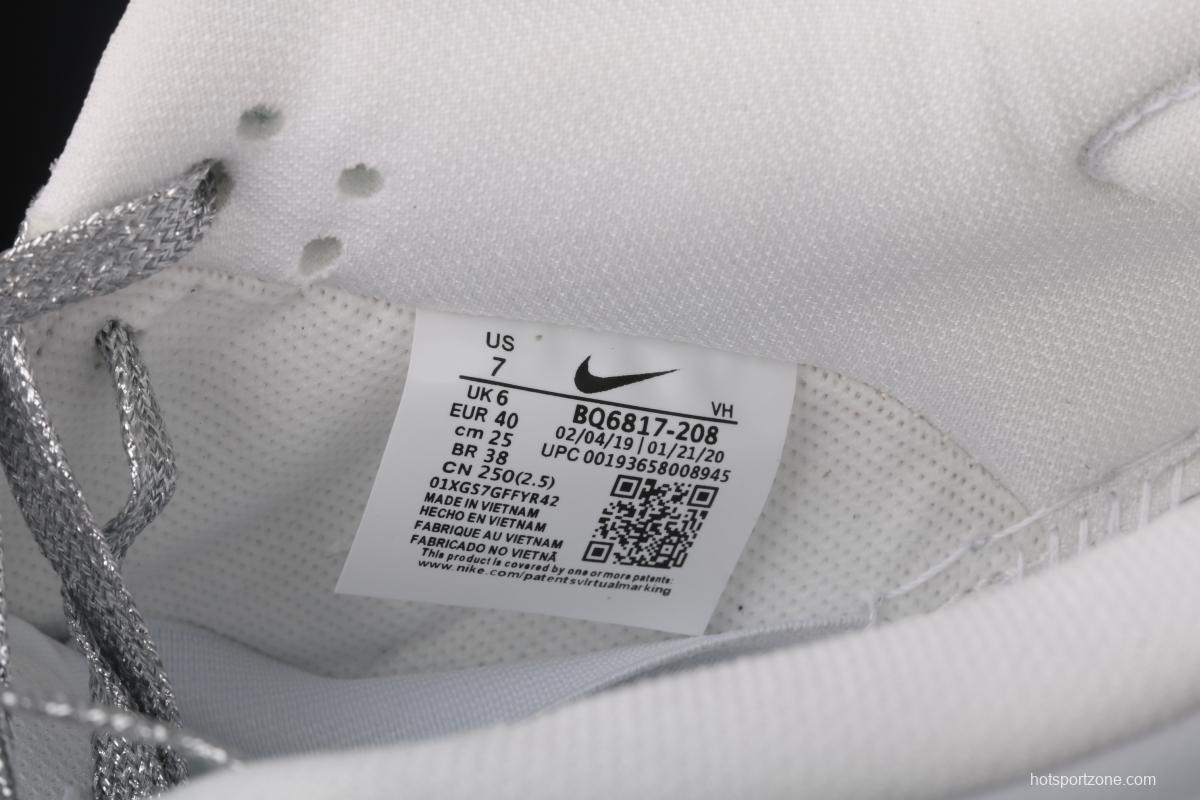 US
7
UK 6
EUR 40
cm 25
BR 38
CN 250(2.5)
VH
BQ6817-208
02/04/19 | 01/21/20
UPC 00193658008945
01XGS7GFFYR42
MADE IN VIETNAM
HECHO EN VIETNAM
FABRIQUE AU VIETNAM
FABRICADO NO VIETNÃ
This product is covered by one or more patents:
www.nike.com/patentsvirtualmarking
hotsportzone.com